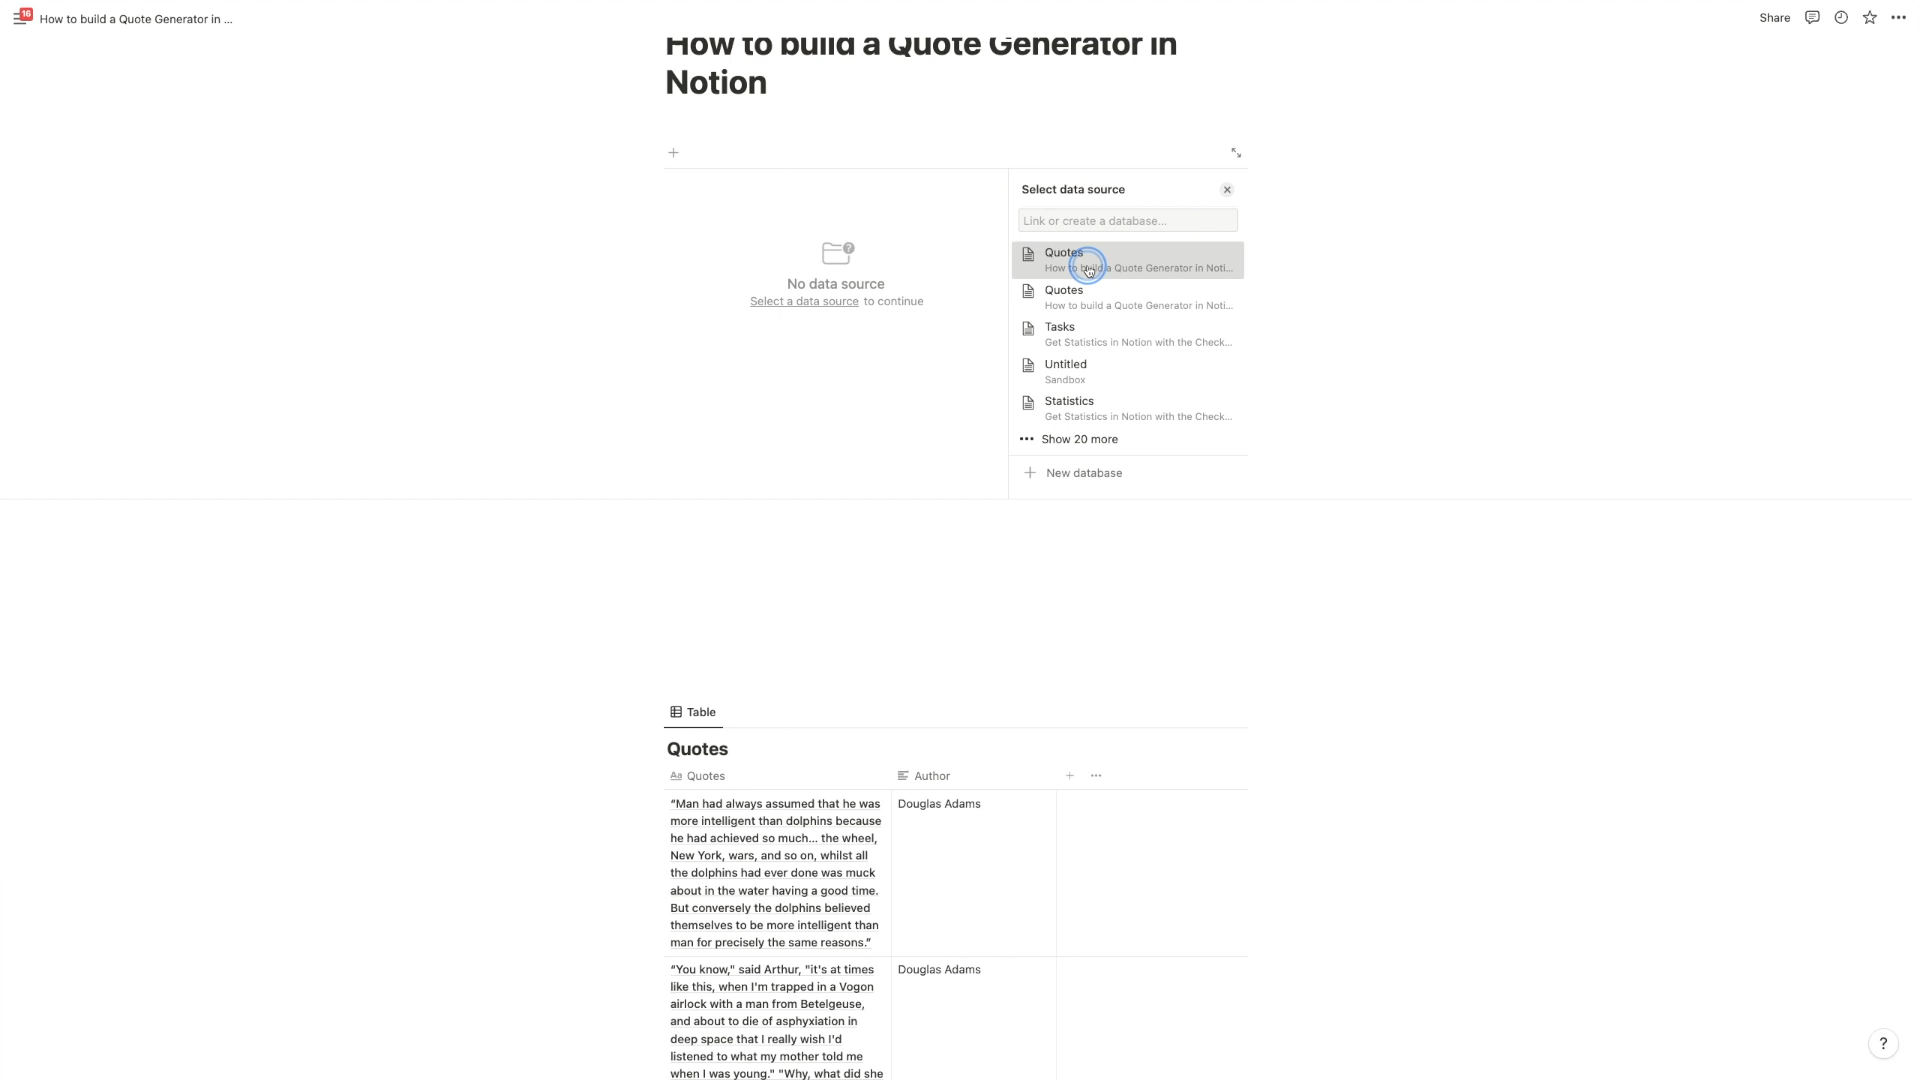 16
How to build a Quote Generator in ...
Share
How to build a Quote Generator in
Notion
Select data source
Link or create a database...
No data source
Select a data source to continue
Quotes
How to build a Quote Generator in Noti...
Quotes
How to build a Quote Generator in Noti...
Tasks
Get Statistics in Notion with the Check...
Untitled
Sandbox
Statistics
Get Statistics in Notion with the Check...
Show 20 more
New database
Table
Quotes
Aa Quotes
Author
“Man had always assumed that he was
more intelligent than dolphins because
he had achieved so much... the wheel,
New York, wars, and so on, whilst all
the dolphins had ever done was muck
about in the water having a good time.
But conversely the dolphins believed
themselves to be more intelligent than
man for precisely the same reasons.”
Douglas Adams
“You know," said Arthur, "it's at times
like this, when I'm trapped in a Vogon
airlock with a man from Betelgeuse,
and about to die of asphyxiation in
deep space that I really wish I'd
listened to what my mother told me
when I was young." "Why, what did she
Douglas Adams
?